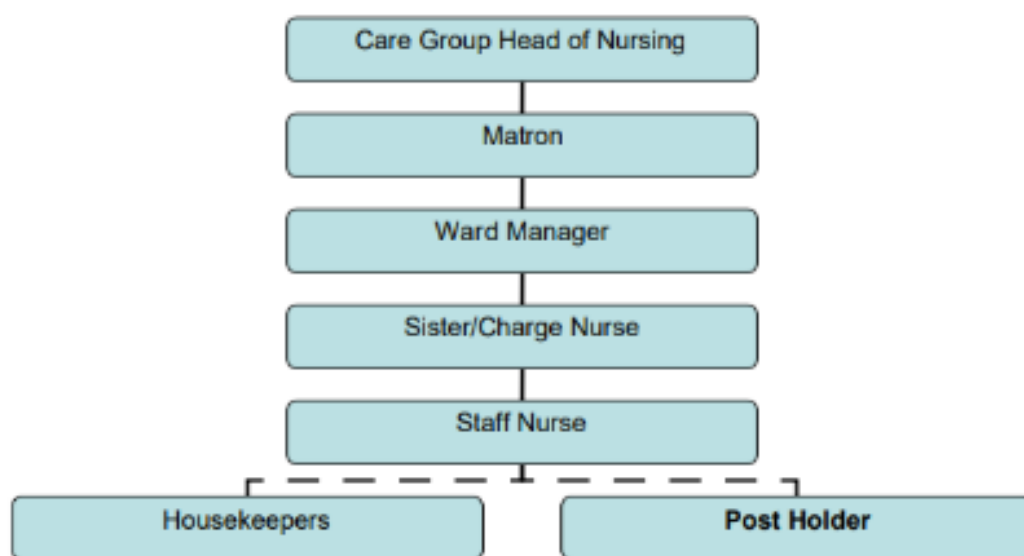 Care Group Head of Nursing
Matron
Ward Manager
Sister/Charge Nurse
Staff Nurse
Housekeepers
Post Holder